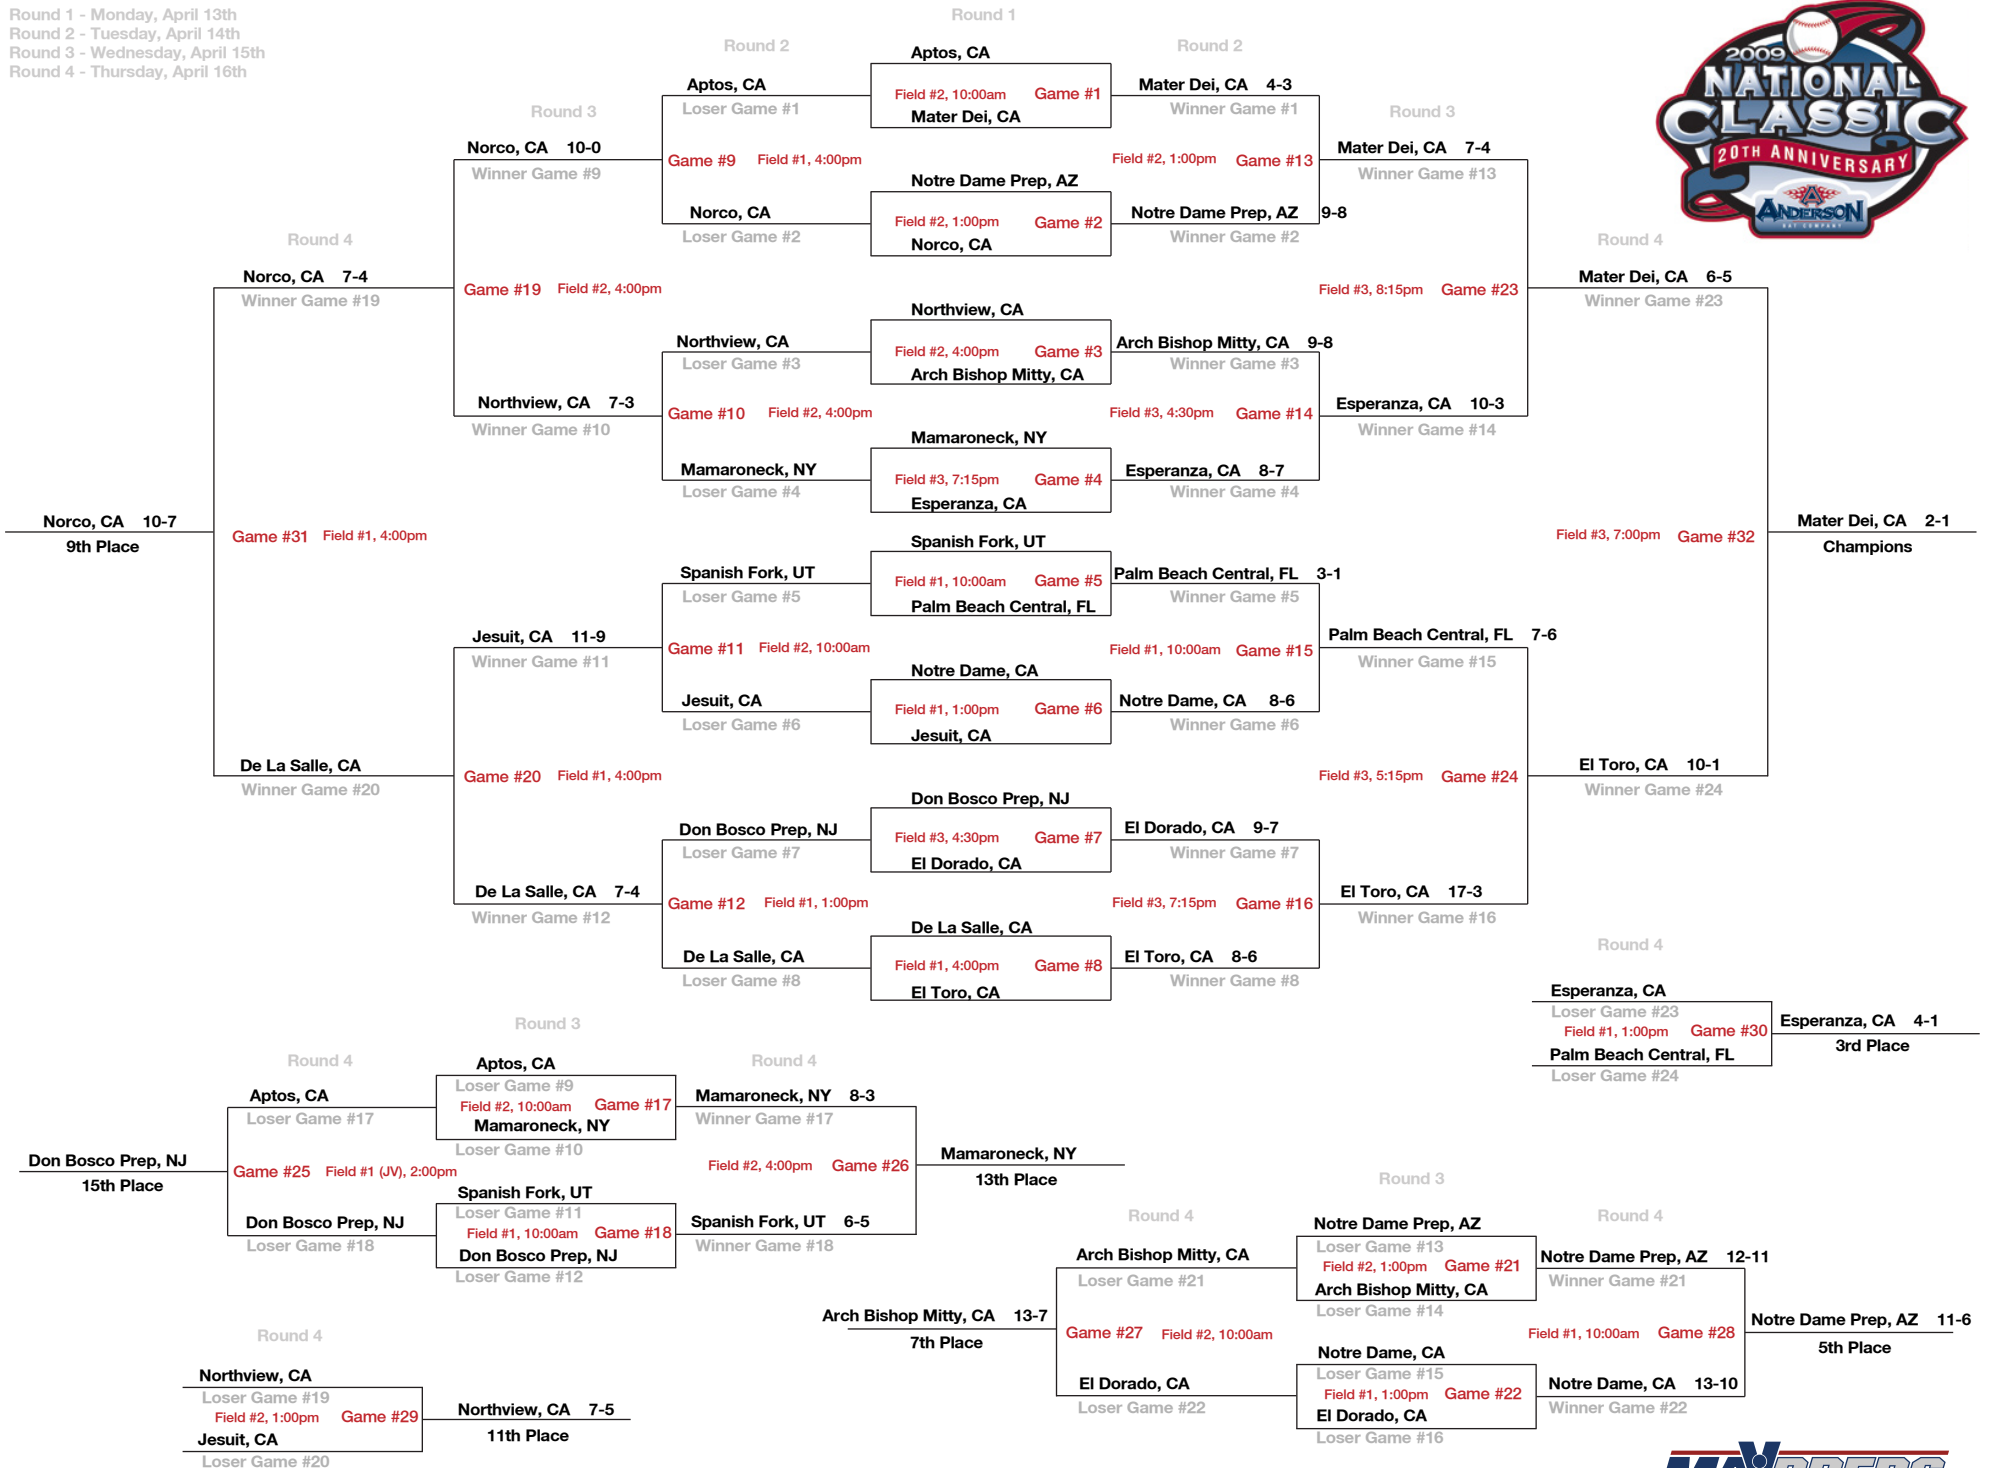 Round 1 - Monday, April 13th
Round 2 - Tuesday, April 14th
Round 3 - Wednesday, April 15th
Round 4 - Thursday, April 16th
2009
NATIONAL
CLASSIC
20TH ANNIVERSARY
ANDERSON
BAT COMPANY
Round 1
Aptos, CA
Field #2, 10:00am Game #1
Mater Dei, CA
Notre Dame Prep, AZ
Field #2, 1:00pm Game #2
Norco, CA
Northview, CA
Field #2, 4:00pm Game #3
Arch Bishop Mitty, CA
Mamaroneck, NY
Field #3, 7:15pm Game #4
Esperanza, CA
Spanish Fork, UT
Field #1, 10:00am Game #5
Palm Beach Central, FL
Notre Dame, CA
Field #1, 1:00pm Game #6
Jesuit, CA
Don Bosco Prep, NJ
Field #3, 4:30pm Game #7
El Dorado, CA
De La Salle, CA
Field #1, 4:00pm Game #8
El Toro, CA
Round 2
Aptos, CA
Loser Game #1
Game #9 Field #1, 4:00pm
Norco, CA
Loser Game #2
Northview, CA
Loser Game #3
Game #10 Field #2, 4:00pm
Mamaroneck, NY
Loser Game #4
Spanish Fork, UT
Loser Game #5
Game #11 Field #2, 10:00am
Jesuit, CA
Loser Game #6
Don Bosco Prep, NJ
Loser Game #7
Game #12 Field #1, 1:00pm
De La Salle, CA
Loser Game #8
Round 3
Norco, CA 10-0
Winner Game #9
Game #19 Field #2, 4:00pm
Northview, CA 7-3
Winner Game #10
Jesuit, CA 11-9
Winner Game #11
Game #20 Field #1, 4:00pm
De La Salle, CA 7-4
Winner Game #12
Round 4
Norco, CA 7-4
Winner Game #19
Game #31 Field #1, 4:00pm
De La Salle, CA
Winner Game #20
Norco, CA 10-7
9th Place
Round 2
Mater Dei, CA 4-3
Winner Game #1
Field #2, 1:00pm Game #13
Notre Dame Prep, AZ 9-8
Winner Game #2
Arch Bishop Mitty, CA 9-8
Winner Game #3
Field #3, 4:30pm Game #14
Esperanza, CA 8-7
Winner Game #4
Palm Beach Central, FL 3-1
Winner Game #5
Field #1, 10:00am Game #15
Notre Dame, CA 8-6
Winner Game #6
El Dorado, CA 9-7
Winner Game #7
Field #3, 7:15pm Game #16
El Toro, CA 8-6
Winner Game #8
Round 3
Mater Dei, CA 7-4
Winner Game #13
Field #3, 8:15pm Game #23
Esperanza, CA 10-3
Winner Game #14
Palm Beach Central, FL 7-6
Winner Game #15
Field #3, 5:15pm Game #24
El Toro, CA 17-3
Winner Game #16
Round 4
Mater Dei, CA 6-5
Winner Game #23
Field #3, 7:00pm Game #32
El Toro, CA 10-1
Winner Game #24
Mater Dei, CA 2-1
Champions
Round 4
Esperanza, CA
Loser Game #23
Field #1, 1:00pm Game #30
Palm Beach Central, FL
Loser Game #24
Esperanza, CA 4-1
3rd Place
Round 3
Aptos, CA
Loser Game #9
Field #2, 10:00am Game #17
Mamaroneck, NY
Loser Game #10
Spanish Fork, UT
Loser Game #11
Field #1, 10:00am Game #18
Don Bosco Prep, NJ
Loser Game #12
Round 4
Aptos, CA
Loser Game #17
Game #25 Field #1 (JV), 2:00pm
Don Bosco Prep, NJ
Loser Game #18
Don Bosco Prep, NJ
15th Place
Round 4
Mamaroneck, NY 8-3
Winner Game #17
Field #2, 4:00pm Game #26
Spanish Fork, UT 6-5
Winner Game #18
Mamaroneck, NY
13th Place
Round 3
Notre Dame Prep, AZ
Loser Game #13
Field #2, 1:00pm Game #21
Arch Bishop Mitty, CA
Loser Game #14
Notre Dame, CA
Loser Game #15
Field #1, 1:00pm Game #22
El Dorado, CA
Loser Game #16
Round 4
Arch Bishop Mitty, CA
Loser Game #21
Game #27 Field #2, 10:00am
El Dorado, CA
Loser Game #22
Arch Bishop Mitty, CA 13-7
7th Place
Round 4
Notre Dame Prep, AZ 12-11
Winner Game #21
Field #1, 10:00am Game #28
Notre Dame, CA 13-10
Winner Game #22
Notre Dame Prep, AZ 11-6
5th Place
Round 4
Northview, CA
Loser Game #19
Field #2, 1:00pm Game #29
Jesuit, CA
Loser Game #20
Northview, CA 7-5
11th Place